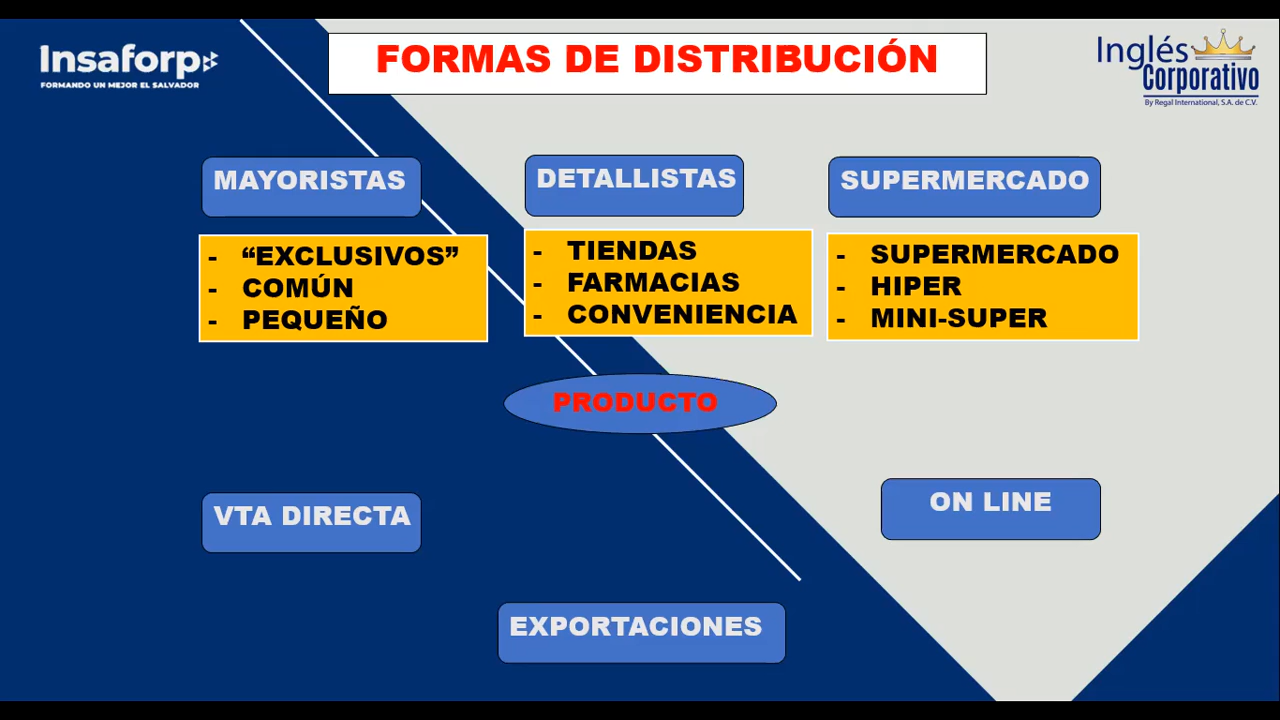 Insaforp
FORMANDO UN MEJOR EL SALVADOR
FORMAS DE DISTRIBUCIÓN
Inglés
Corporativo
By Regal International, S.A. de C.V.
MAYORISTAS
- “EXCLUSIVOS”
- COMÚN
- PEQUEÑO
DETALLISTAS
- TIENDAS
- FARMACIAS
- CONVENIENCIA
SUPERMERCADO
- SUPERMERCADO
- HIPER
- MINI-SUPER
PRODUCTO
VTA DIRECTA
ON LINE
EXPORTACIONES